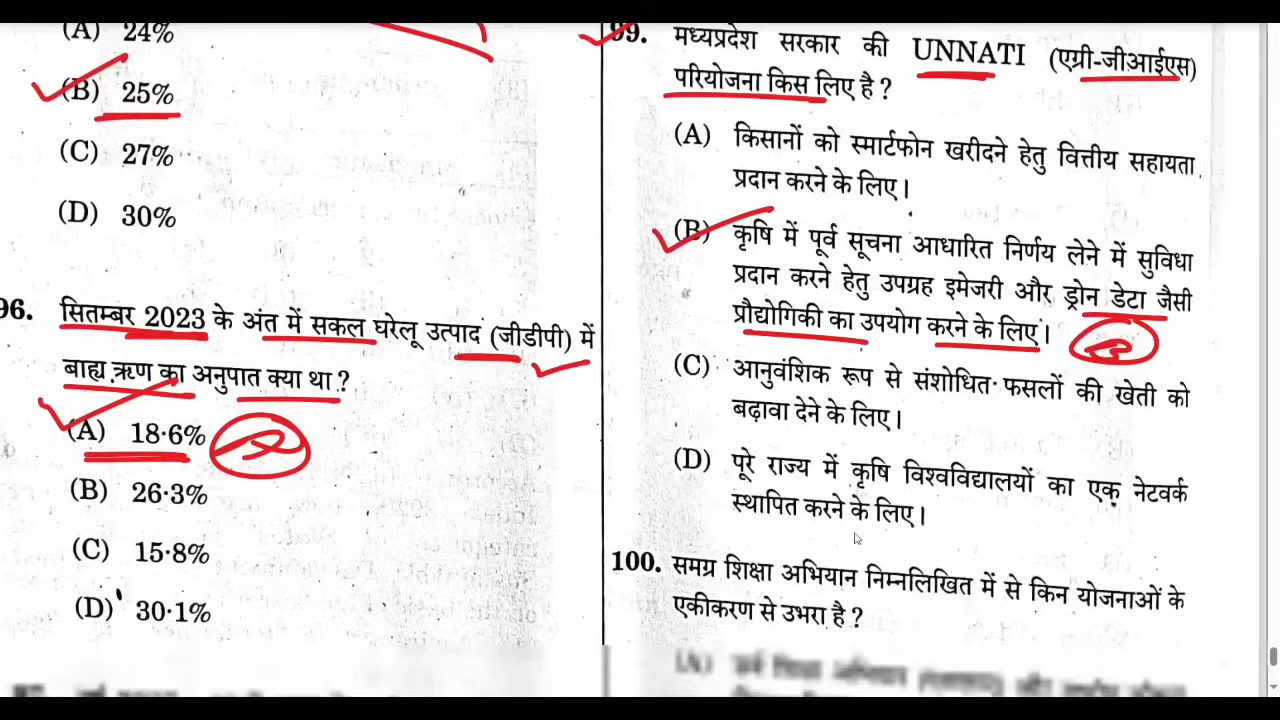 (A) 24%
(B) 25%
(C) 27%
(D) 30%
96. सितम्बर 2023 के अंत में सकल घरेलू उत्पाद (जीडीपी) में
बाह्य ऋण का अनुपात क्या था ?
(A) 18·6%
(B) 26·3%
(C) 15·8%
(D) 30·1%
99. मध्यप्रदेश सरकार की UNNATI (एग्री-जीआईएस)
परियोजना किस लिए है ?
(A) किसानों को स्मार्टफोन खरीदने हेतु वित्तीय सहायता
प्रदान करने के लिए।
(B) कृषि में पूर्व सूचना आधारित निर्णय लेने में सुविधा
प्रदान करने हेतु उपग्रह इमेजरी और ड्रोन डेटा जैसी
प्रौद्योगिकी का उपयोग करने के लिए।
(C) आनुवंशिक रूप से संशोधित फसलों की खेती को
बढ़ावा देने के लिए।
(D) पूरे राज्य में कृषि विश्वविद्यालयों का एक नेटवर्क
स्थापित करने के लिए।
100. समग्र शिक्षा अभियान निम्नलिखित में से किन योजनाओं के
एकीकरण से उभरा है ?
(A)